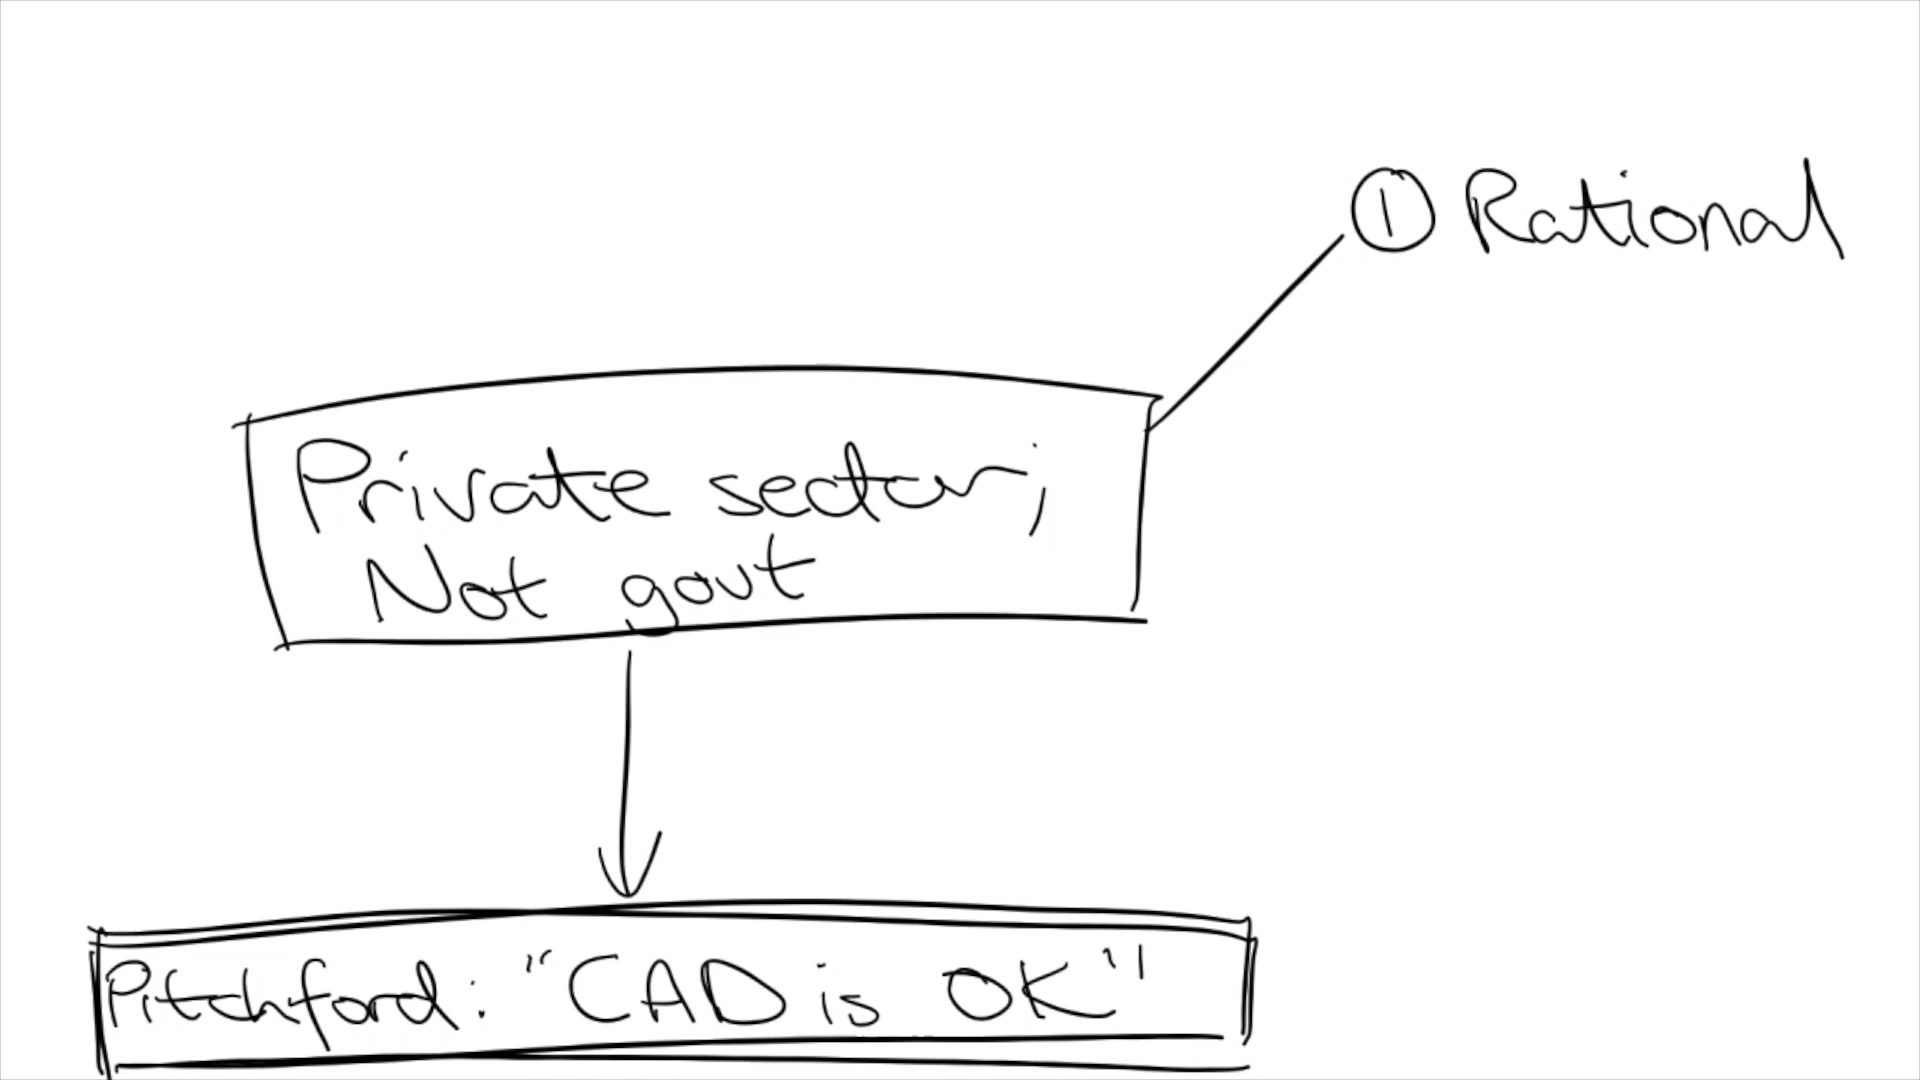 ① Rational
Private sector;
Not govt
Pitchford: "CAD is OK"